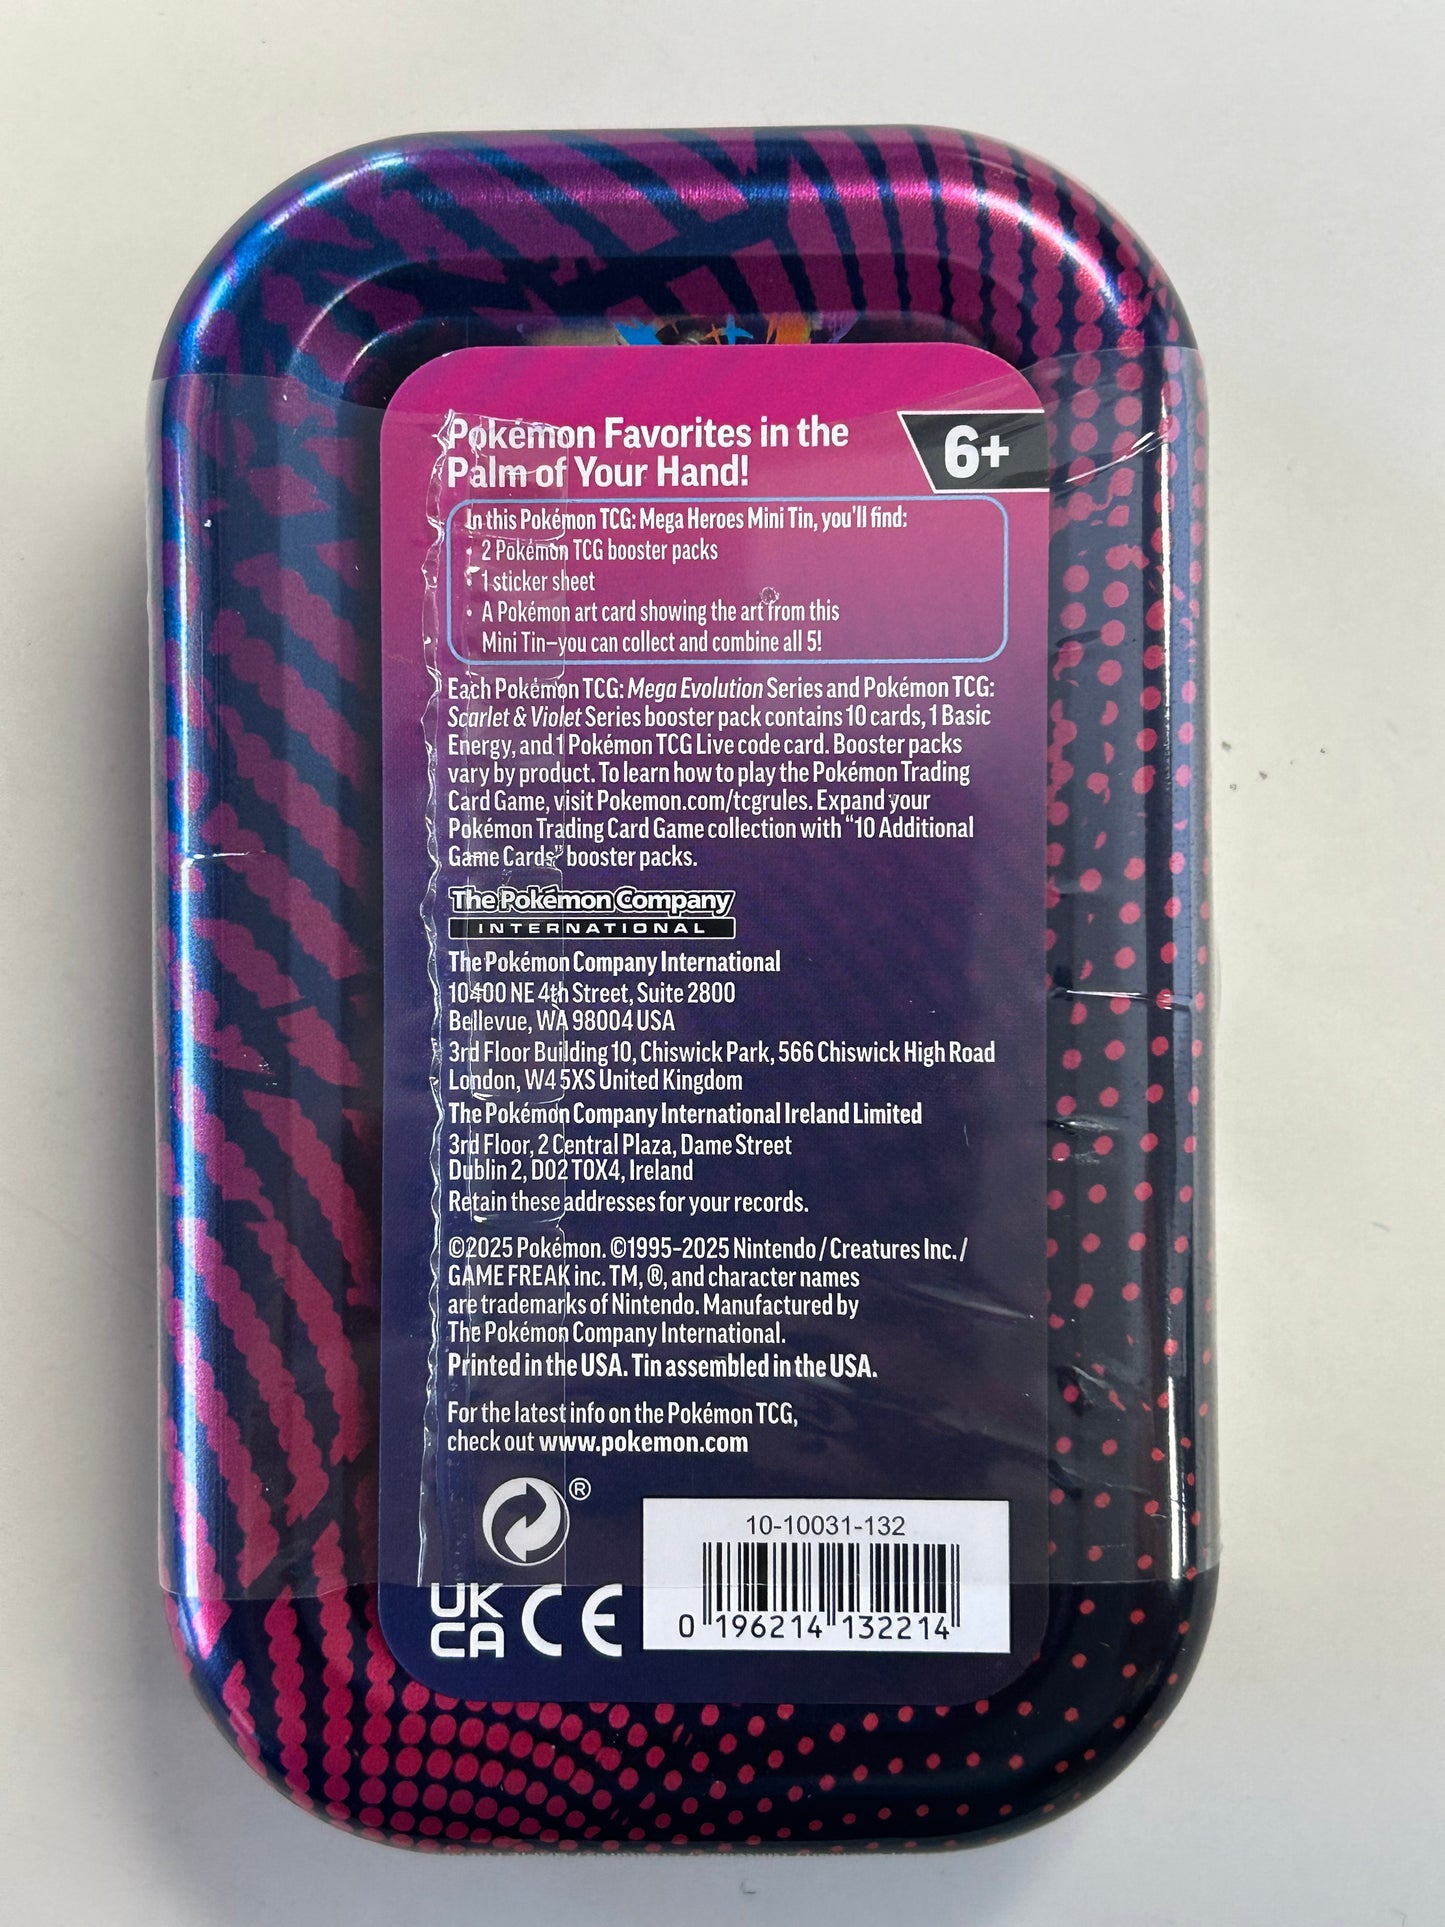 Pokémon Favorites in the
Palm of Your Hand!
6+
In this Pokémon TCG: Mega Heroes Mini Tin, you'll find:
• 2 Pokémon TCG booster packs
• 1 sticker sheet
• A Pokémon art card showing the art from this
Mini Tin—you can collect and combine all 5!
Each Pokémon TCG: Mega Evolution Series and Pokémon TCG:
Scarlet & Violet Series booster pack contains 10 cards, 1 Basic
Energy, and 1 Pokémon TCG Live code card. Booster packs
vary by product. To learn how to play the Pokémon Trading
Card Game, visit Pokemon.com/tcgrules. Expand your
Pokémon Trading Card Game collection with “10 Additional
Game Cards” booster packs.
The Pokémon Company
INTERNATIONAL
The Pokémon Company International
10400 NE 4th Street, Suite 2800
Bellevue, WA 98004 USA
3rd Floor Building 10, Chiswick Park, 566 Chiswick High Road
London, W4 5XS United Kingdom
The Pokémon Company International Ireland Limited
3rd Floor, 2 Central Plaza, Dame Street
Dublin 2, D02 T0X4, Ireland
Retain these addresses for your records.
©2025 Pokémon. ©1995–2025 Nintendo / Creatures Inc. /
GAME FREAK inc. TM, ®, and character names
are trademarks of Nintendo. Manufactured by
The Pokémon Company International.
Printed in the USA. Tin assembled in the USA.
For the latest info on the Pokémon TCG,
check out www.pokemon.com
®
10-10031-132
UK
CA CE
0 196214 132214